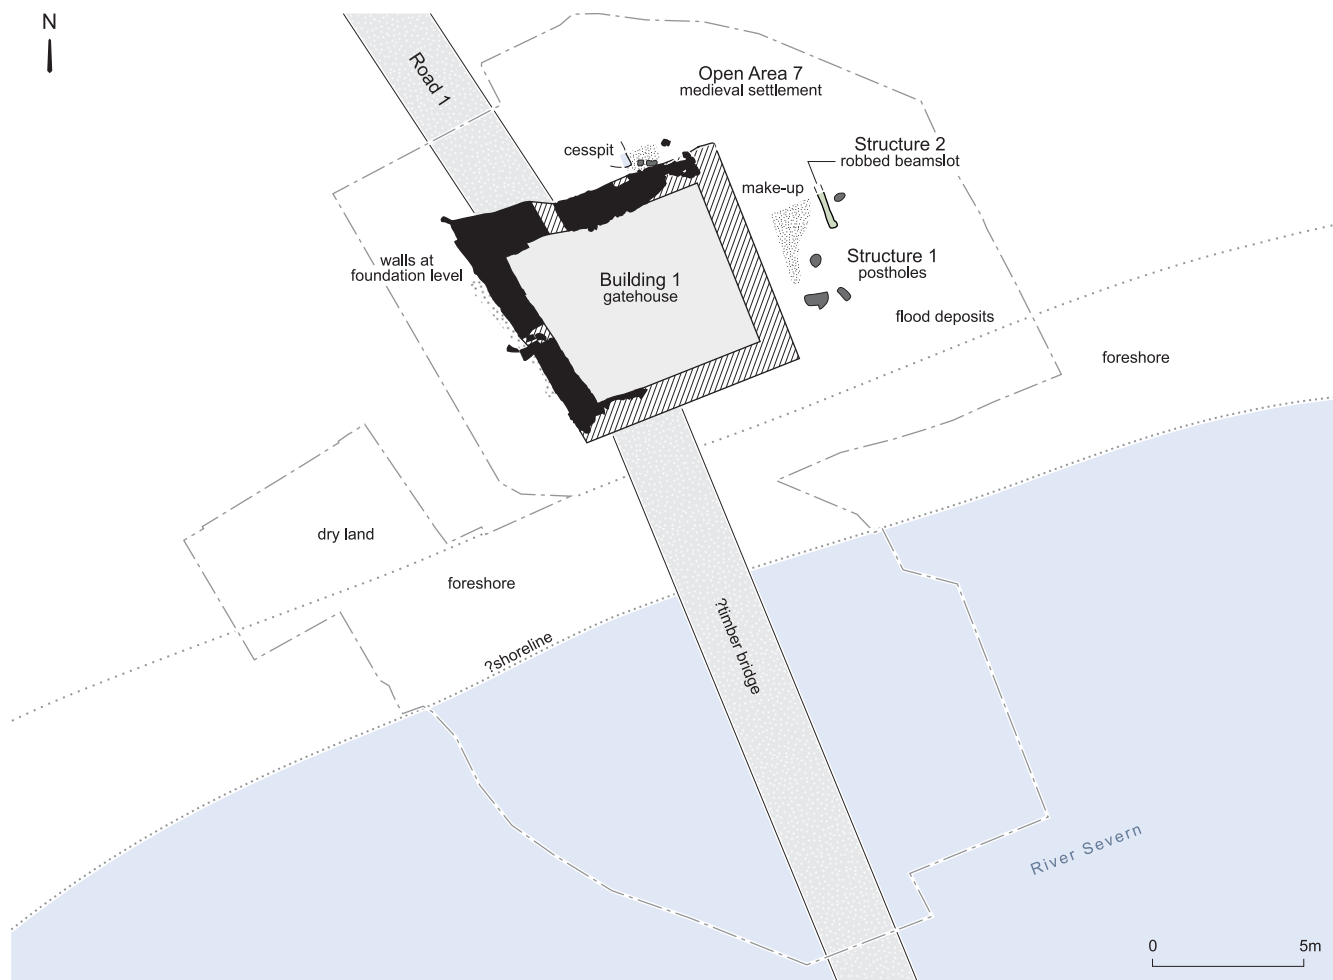 N
Road 1
Open Area 7
medieval settlement
cesspit
Structure 2
robbed beamslot
make-up
walls at
foundation level
Building 1
gatehouse
Structure 1
postholes
flood deposits
foreshore
dry land
foreshore
?shoreline
?timber bridge
River Severn
0
5m